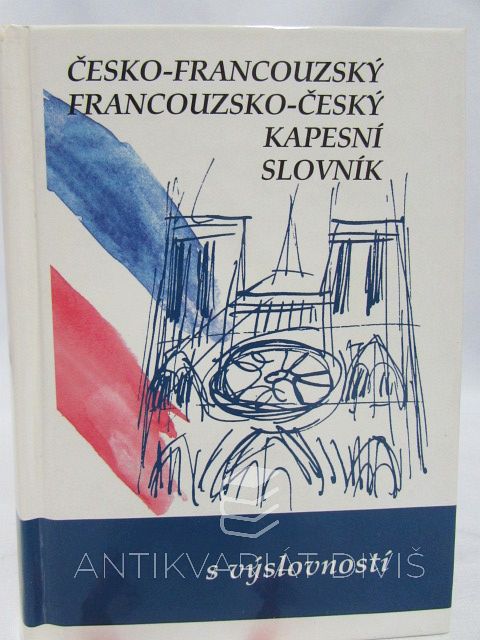 ČESKO-FRANCOUZSKÝ
FRANCOUZSKO-ČESKÝ
KAPESNÍ
SLOVNÍK
ANTIKVARIÁT DIVIŠ
s výslovností